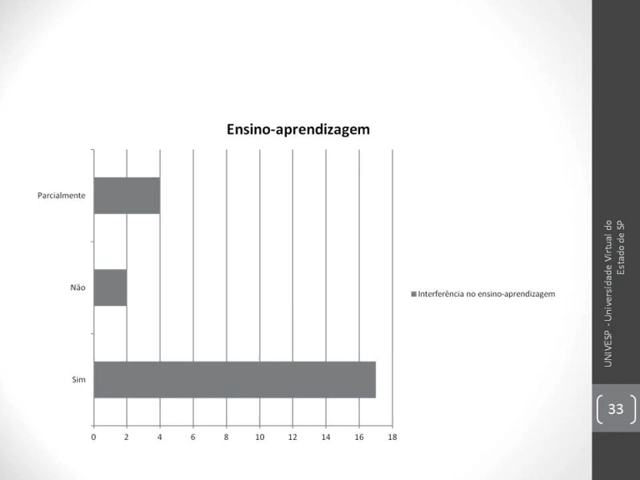 Ensino-aprendizagem
Parcialmente
Não
Sim
0 2 4 6 8 10 12 14 16 18
Interferência no ensino-aprendizagem
UNIVESP - Universidade Virtual do
Estado de SP
33